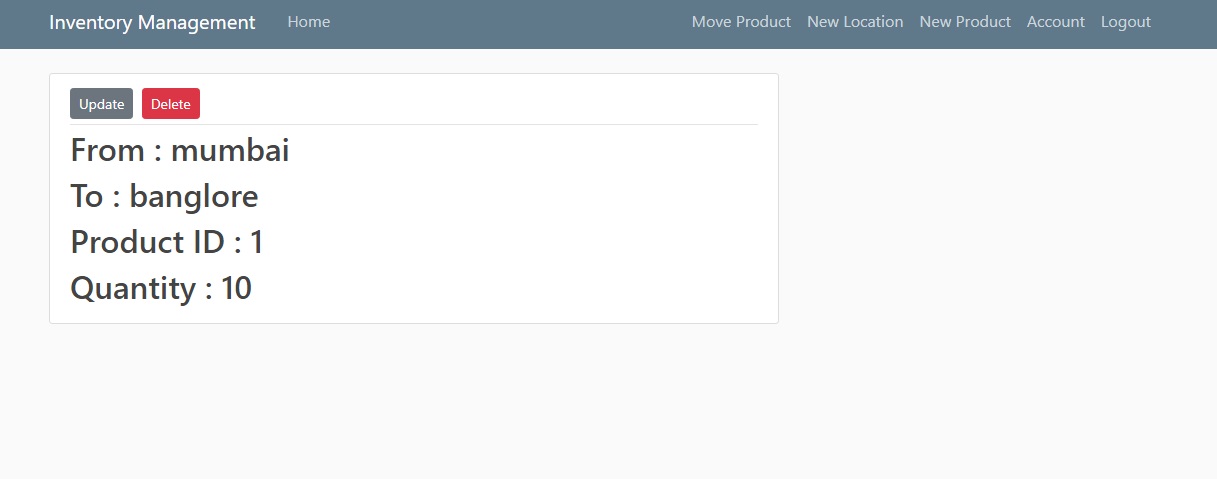 Inventory Management Home Move Product New Location New Product Account Logout
Update Delete
From : mumbai
To : banglore
Product ID : 1
Quantity : 10